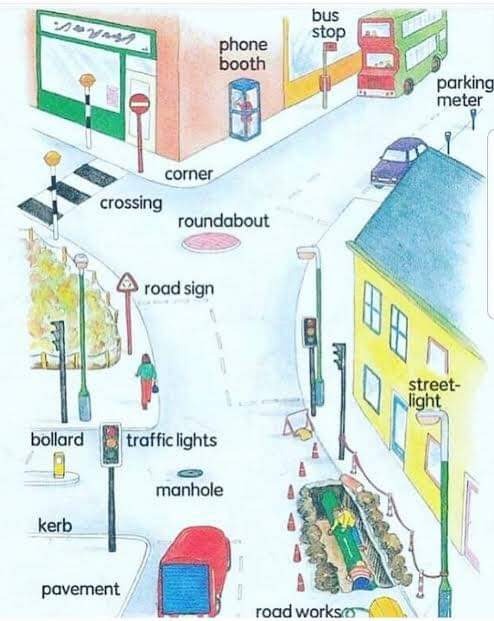 bus
stop
phone
booth
parking
meter
corner
crossing
roundabout
road sign
street-
light
bollard
traffic lights
manhole
kerb
pavement
road works